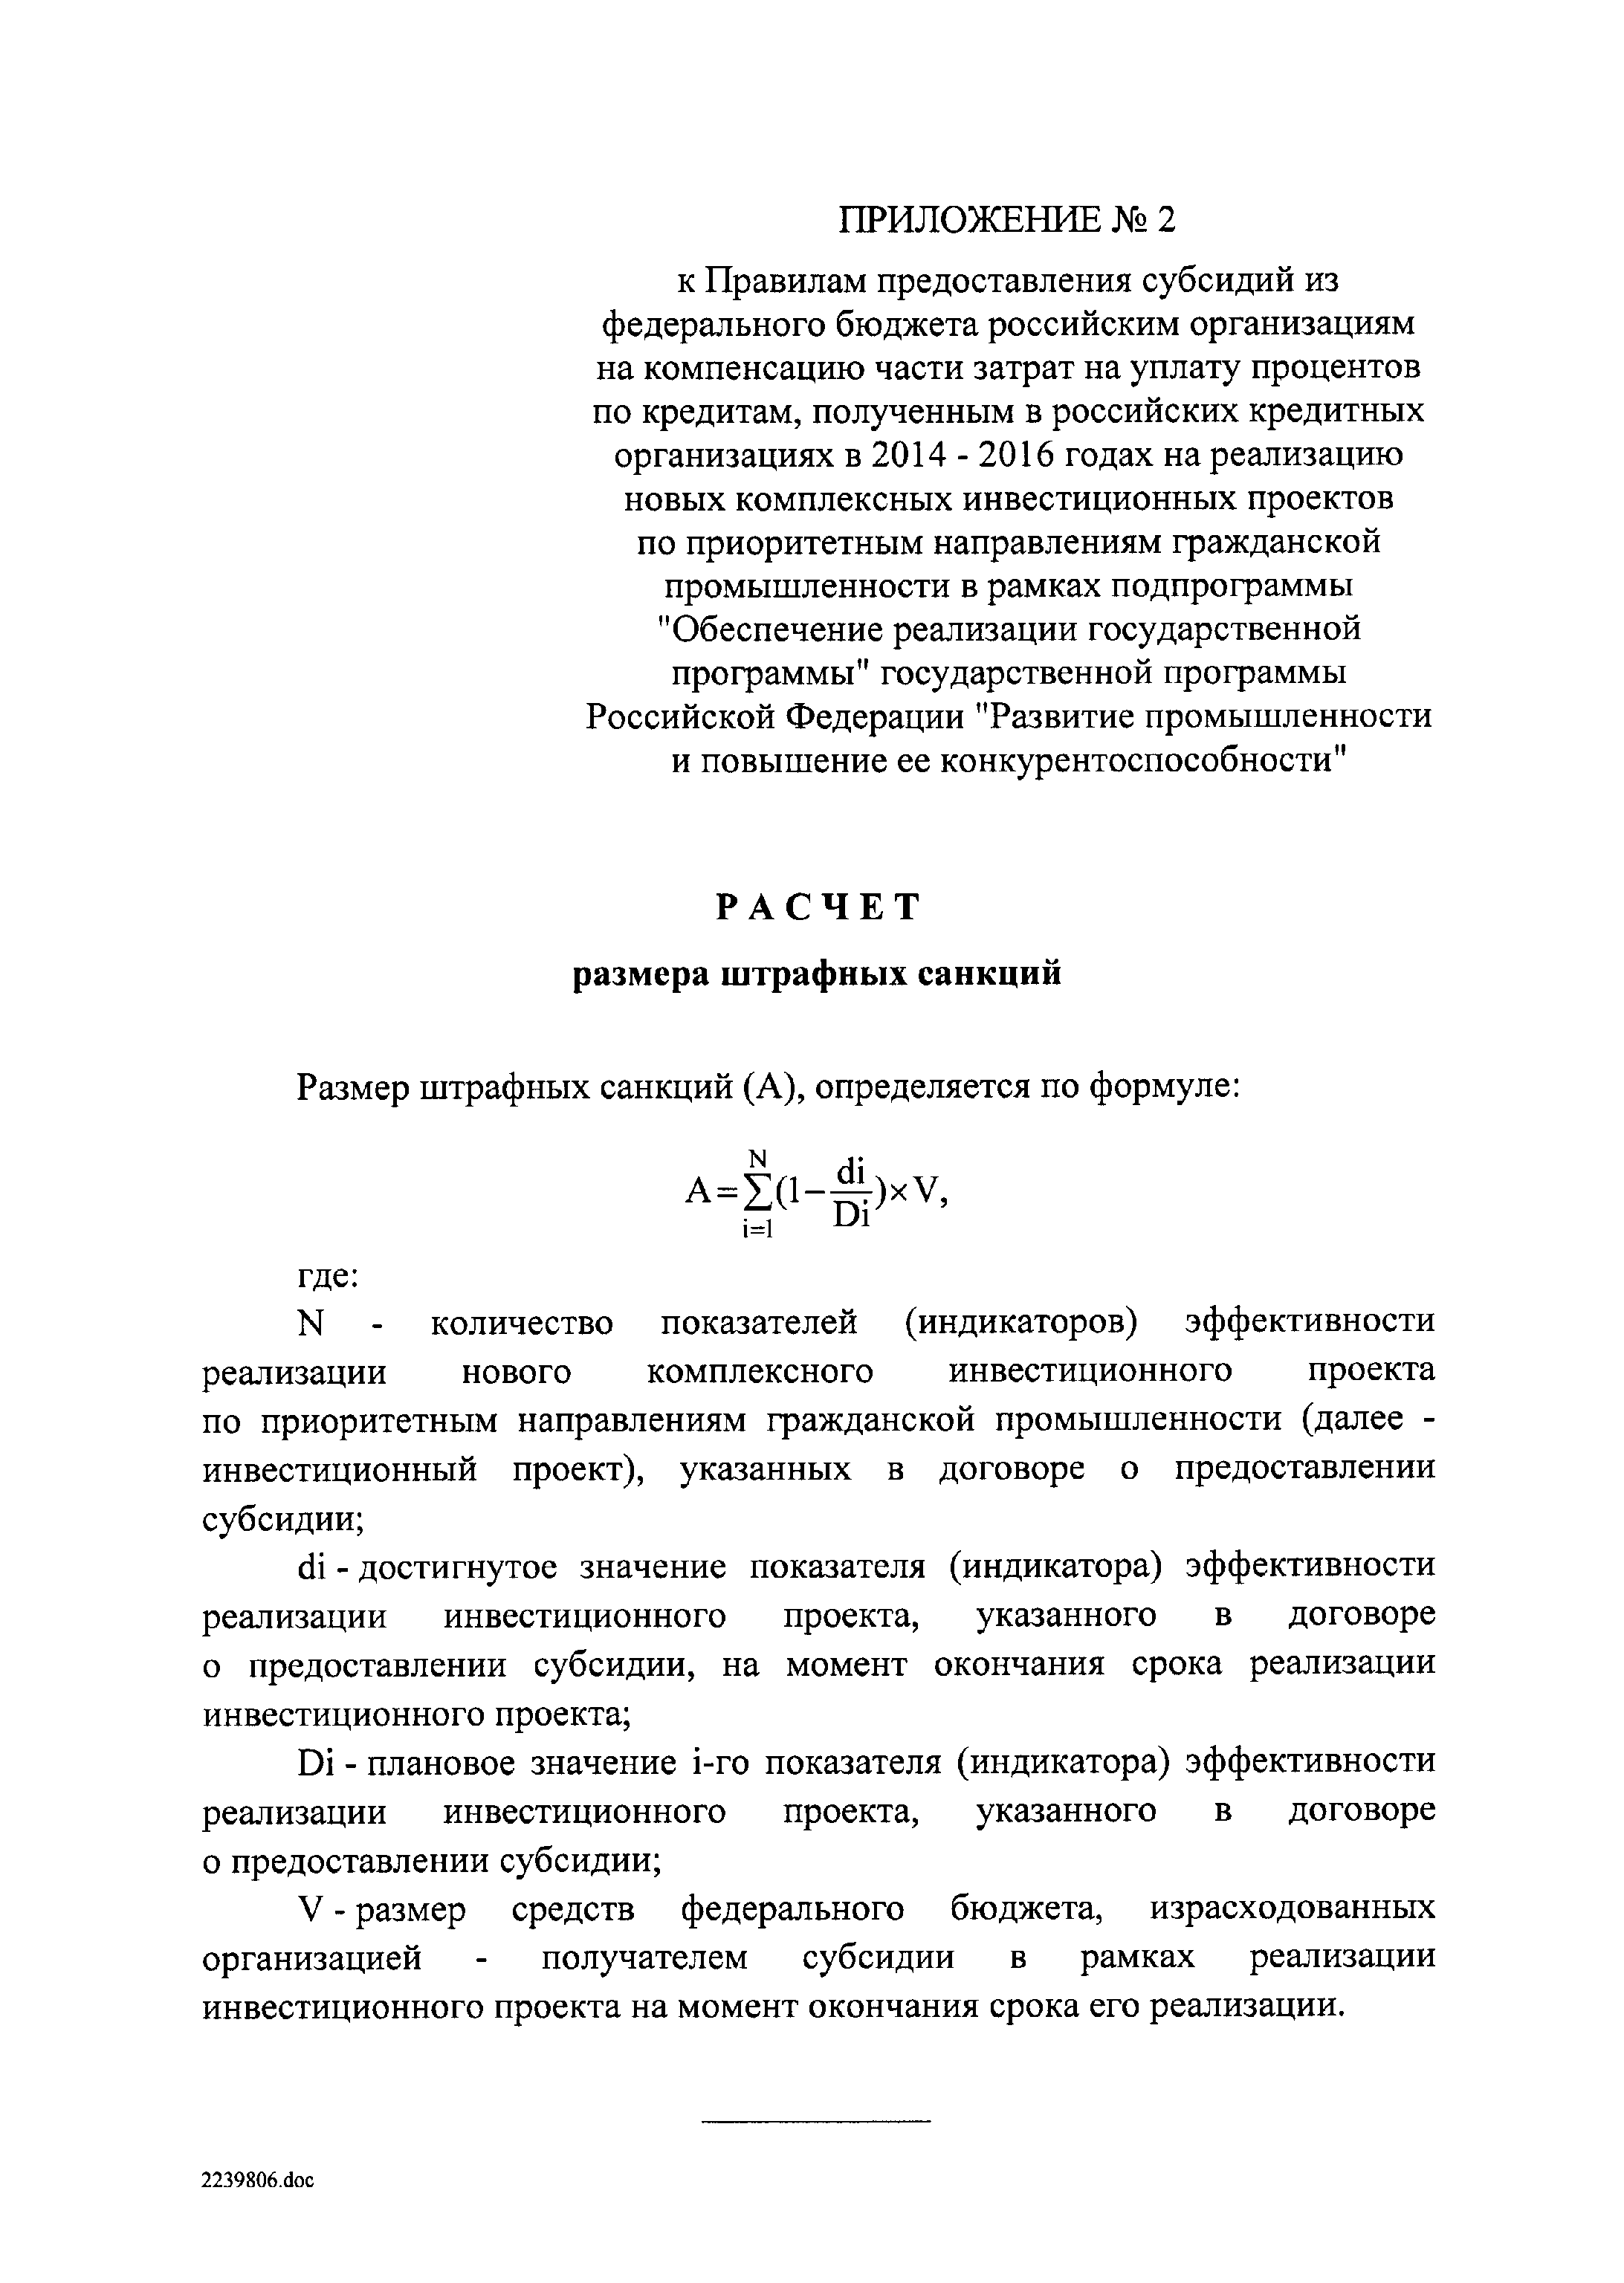 ПРИЛОЖЕНИЕ № 2
к Правилам предоставления субсидий из
федерального бюджета российским организациям
на компенсацию части затрат на уплату процентов
по кредитам, полученным в российских кредитных
организациях в 2014 - 2016 годах на реализацию
новых комплексных инвестиционных проектов
по приоритетным направлениям гражданской
промышленности в рамках подпрограммы
"Обеспечение реализации государственной
программы" государственной программы
Российской Федерации "Развитие промышленности
и повышение ее конкурентоспособности"
Р А С Ч Е Т
размера штрафных санкций
Размер штрафных санкций (А), определяется по формуле:
A=∑(1-di/Di)×V,
N
i=1
где:
N - количество показателей (индикаторов) эффективности
реализации нового комплексного инвестиционного проекта
по приоритетным направлениям гражданской промышленности (далее -
инвестиционный проект), указанных в договоре о предоставлении
субсидии;
di - достигнутое значение показателя (индикатора) эффективности
реализации инвестиционного проекта, указанного в договоре
о предоставлении субсидии, на момент окончания срока реализации
инвестиционного проекта;
Di - плановое значение i-го показателя (индикатора) эффективности
реализации инвестиционного проекта, указанного в договоре
о предоставлении субсидии;
V - размер средств федерального бюджета, израсходованных
организацией - получателем субсидии в рамках реализации
инвестиционного проекта на момент окончания срока его реализации.
2239806.doc